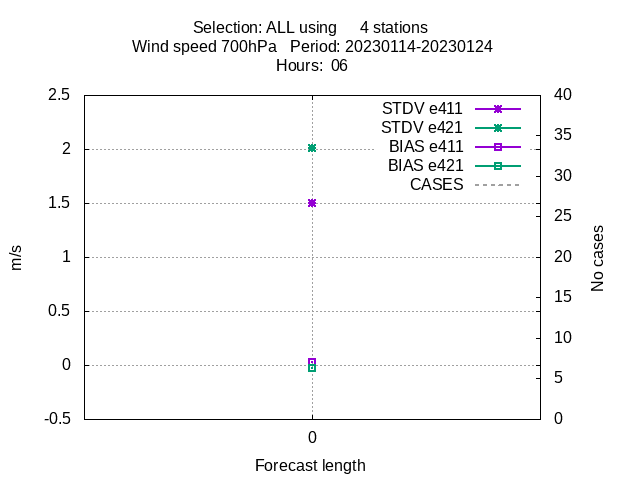 Selection: ALL using 4 stations
Wind speed 700hPa Period: 20230114-20230124
Hours: 06
2.5
2
1.5
1
0.5
0
-0.5
40
35
30
25
20
15
10
5
0
STDV e411
STDV e421
BIAS e411
BIAS e421
CASES
m/s
No cases
0
Forecast length